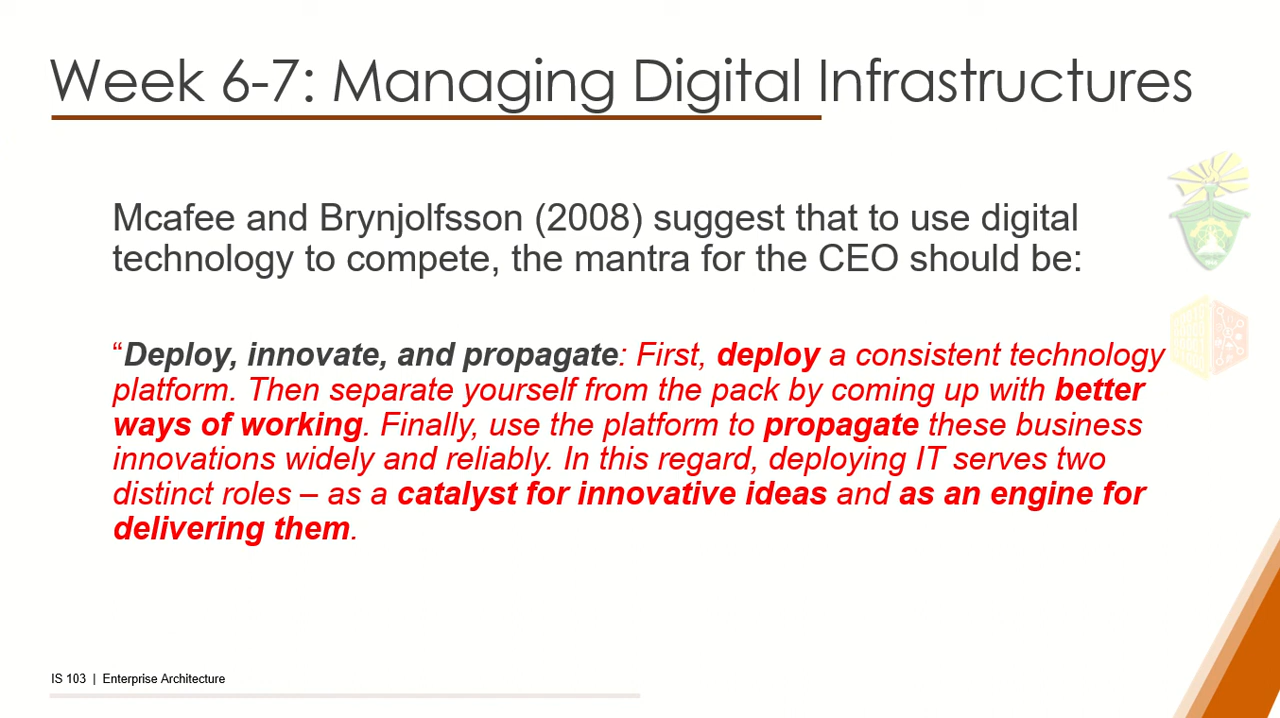 Week 6-7: Managing Digital Infrastructures
Mcafee and Brynjolfsson (2008) suggest that to use digital
technology to compete, the mantra for the CEO should be:
“Deploy, innovate, and propagate: First, deploy a consistent technology
platform. Then separate yourself from the pack by coming up with better
ways of working. Finally, use the platform to propagate these business
innovations widely and reliably. In this regard, deploying IT serves two
distinct roles – as a catalyst for innovative ideas and as an engine for
delivering them.
IS 103 | Enterprise Architecture